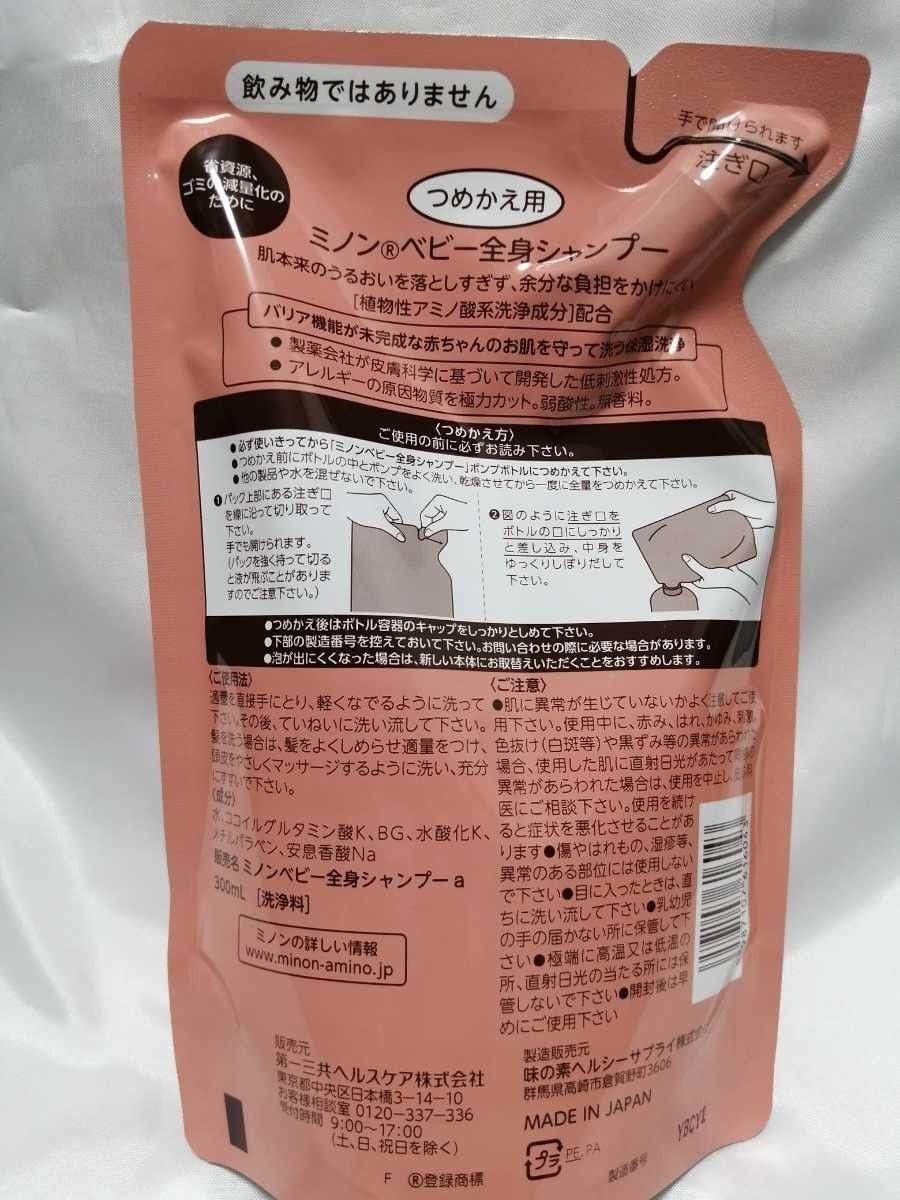 飲み物ではありません
手で開けられます
注ぎ口
省資源、
ゴミの減量化の
ために
つめかえ用
ミノン®ベビー全身シャンプー
肌本来のうるおいを落としすぎず、余分な負担をかけにくい
[植物性アミノ酸系洗浄成分]配合
バリア機能が未完成な赤ちゃんのお肌を守って洗う保湿洗浄
● 製薬会社が皮膚科学に基づいて開発した低刺激性処方。
● アレルギーの原因物質を極力カット。弱酸性。無香料。
〈つめかえ方〉
ご使用の前に必ずお読み下さい。
●必ず使いきってから「ミノンベビー全身シャンプー」ポンプボトルにつめかえて下さい。
●つめかえ前にボトルの中とポンプをよく洗い、乾燥させてから一度に全量をつめかえて下さい。
●他の製品や水を混ぜないで下さい。
❶パック上部にある注ぎ口
を線に沿って切り取って
下さい。
手でも開けられます。
(パックを強く持って切る
と液が飛ぶことがありま
すのでご注意下さい。)
❷図のように注ぎ口を
ボトルの口にしっかり
と差し込み、中身を
ゆっくりしぼりだして
下さい。
●つめかえ後はボトル容器のキャップをしっかりとしめて下さい。
●下部の製造番号を控えておいて下さい。お問い合わせの際に必要な場合があります。
●泡が出にくくなった場合は、新しい本体にお取替えいただくことをおすすめします。
〈ご使用法〉
適量を直接手にとり、軽くなでるように洗って
下さい。その後、ていねいに洗い流して下さい。
髪を洗う場合は、髪をよくしめらせ適量をつけ、
頭皮をやさしくマッサージするように洗い、充分
にすすいで下さい。
〈成分〉
水、ココイルグルタミン酸K、BG、水酸化K、
メチルパラベン、安息香酸Na
販売名 ミノンベビー全身シャンプーa
300mL [洗浄料]
ミノンの詳しい情報
www.minon-amino.jp
〈ご注意〉
●肌に異常が生じていないかよく注意してご使
用下さい。使用中に、赤み、はれ、かゆみ、刺激、
色抜け(白斑等)や黒ずみ等の異常があらわれた
場合、使用した肌に直射日光があたって同様の
異常があらわれた場合は、使用を中止し、皮ふ科
医にご相談下さい。使用を続け
ると症状を悪化させることがあ
ります●傷やはれもの、湿疹等、
異常のある部位には使用しない
で下さい●目に入ったときは、直
ちに洗い流して下さい●乳幼児
の手の届かない所に保管して下
さい●極端に高温又は低温の
所、直射日光の当たる所には保
管しないで下さい●開封後は早
めにご使用下さい
販売元
第一三共ヘルスケア株式会社
東京都中央区日本橋3-14-10
お客様相談室 0120-337-336
受付時間 9:00~17:00
(土、日、祝日を除く)
F ®登録商標
製造販売元
味の素ヘルシーサプライ株式会社
群馬県高崎市倉賀野町3606
MADE IN JAPAN
プラ PE, PA
製造番号